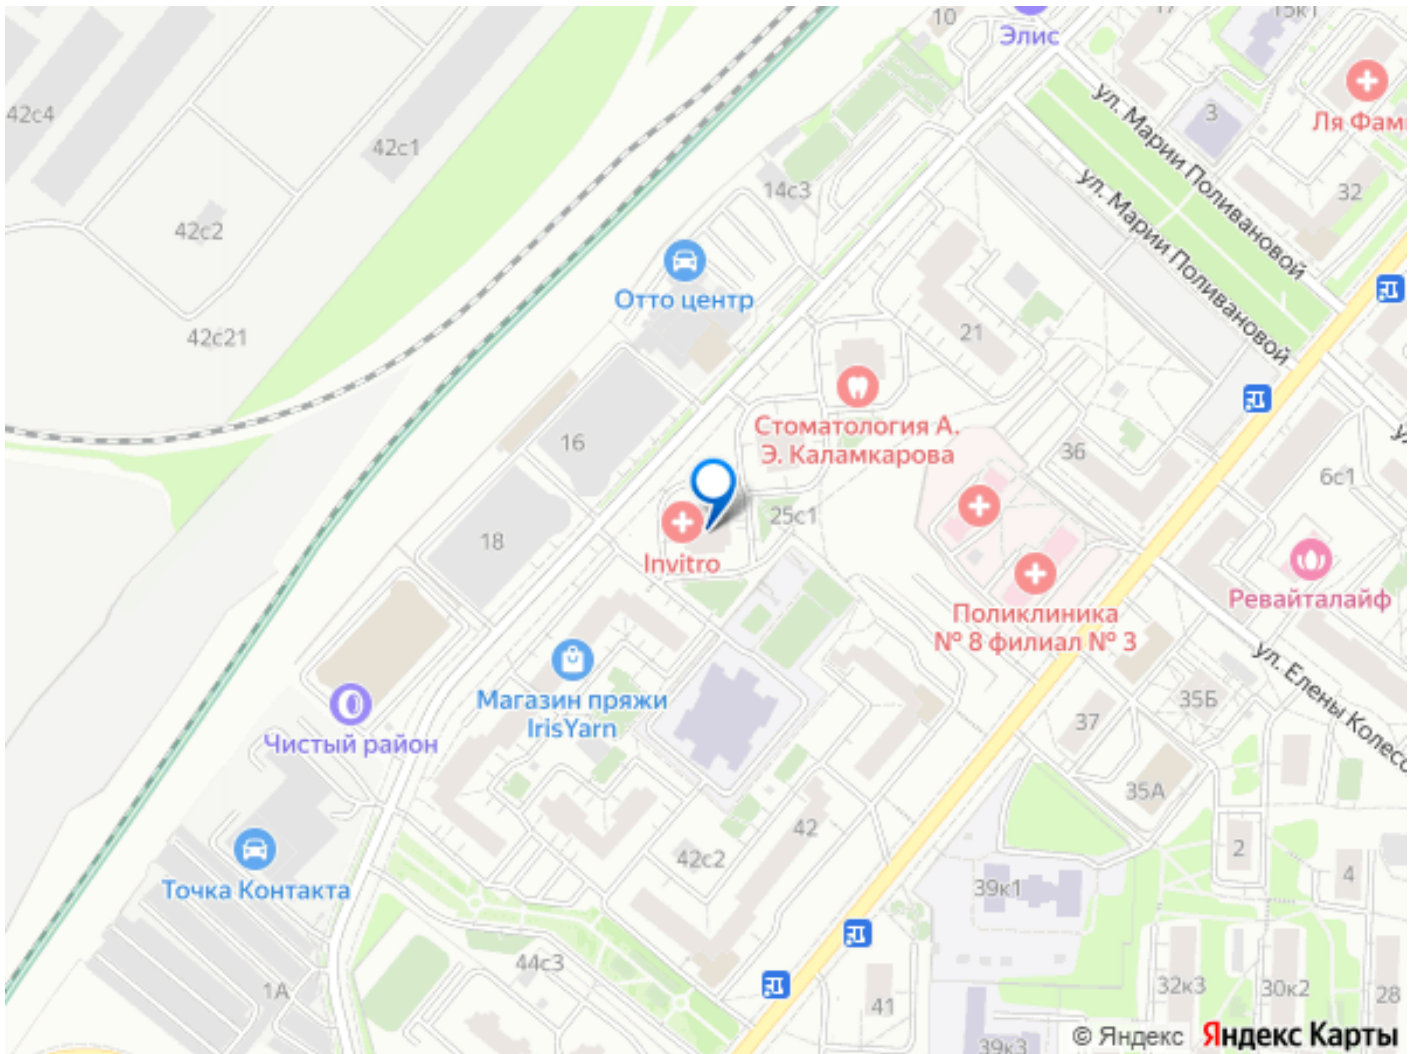 10
Элис
17
15к1
Ля Фам
3
32
ул. Марии Поливановой
ул. Марии Поливановой
42с4
42с1
42с2
42с21
14с3
Отто центр
21
16
18
Стоматология А.
Э. Каламкарова
36
6с1
25с1
Invitro
Поликлиника
№ 8 филиал № 3
Ревайталайф
ул. Елены Колесо
Магазин пряжи
IrisYarn
Чистый район
37
35Б
35А
42
42с2
2
4
39к1
Точка Контакта
44с3
1А
41
32к3
30к2
28
39к3
© Яндекс Яндекс Карты